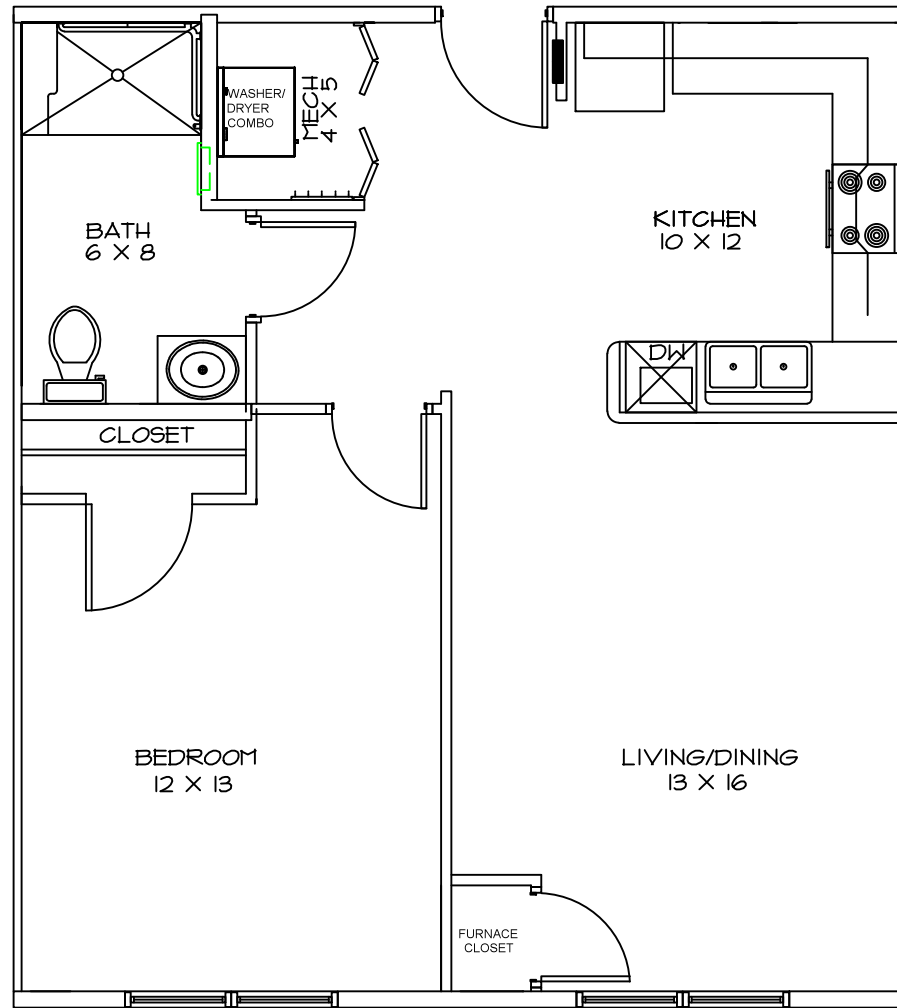 WASHER/
DRYER
COMBO
MECH
4 X 5
BATH
6 X 8
KITCHEN
10 X 12
DW
CLOSET
BEDROOM
12 X 13
LIVING/DINING
13 X 16
FURNACE
CLOSET